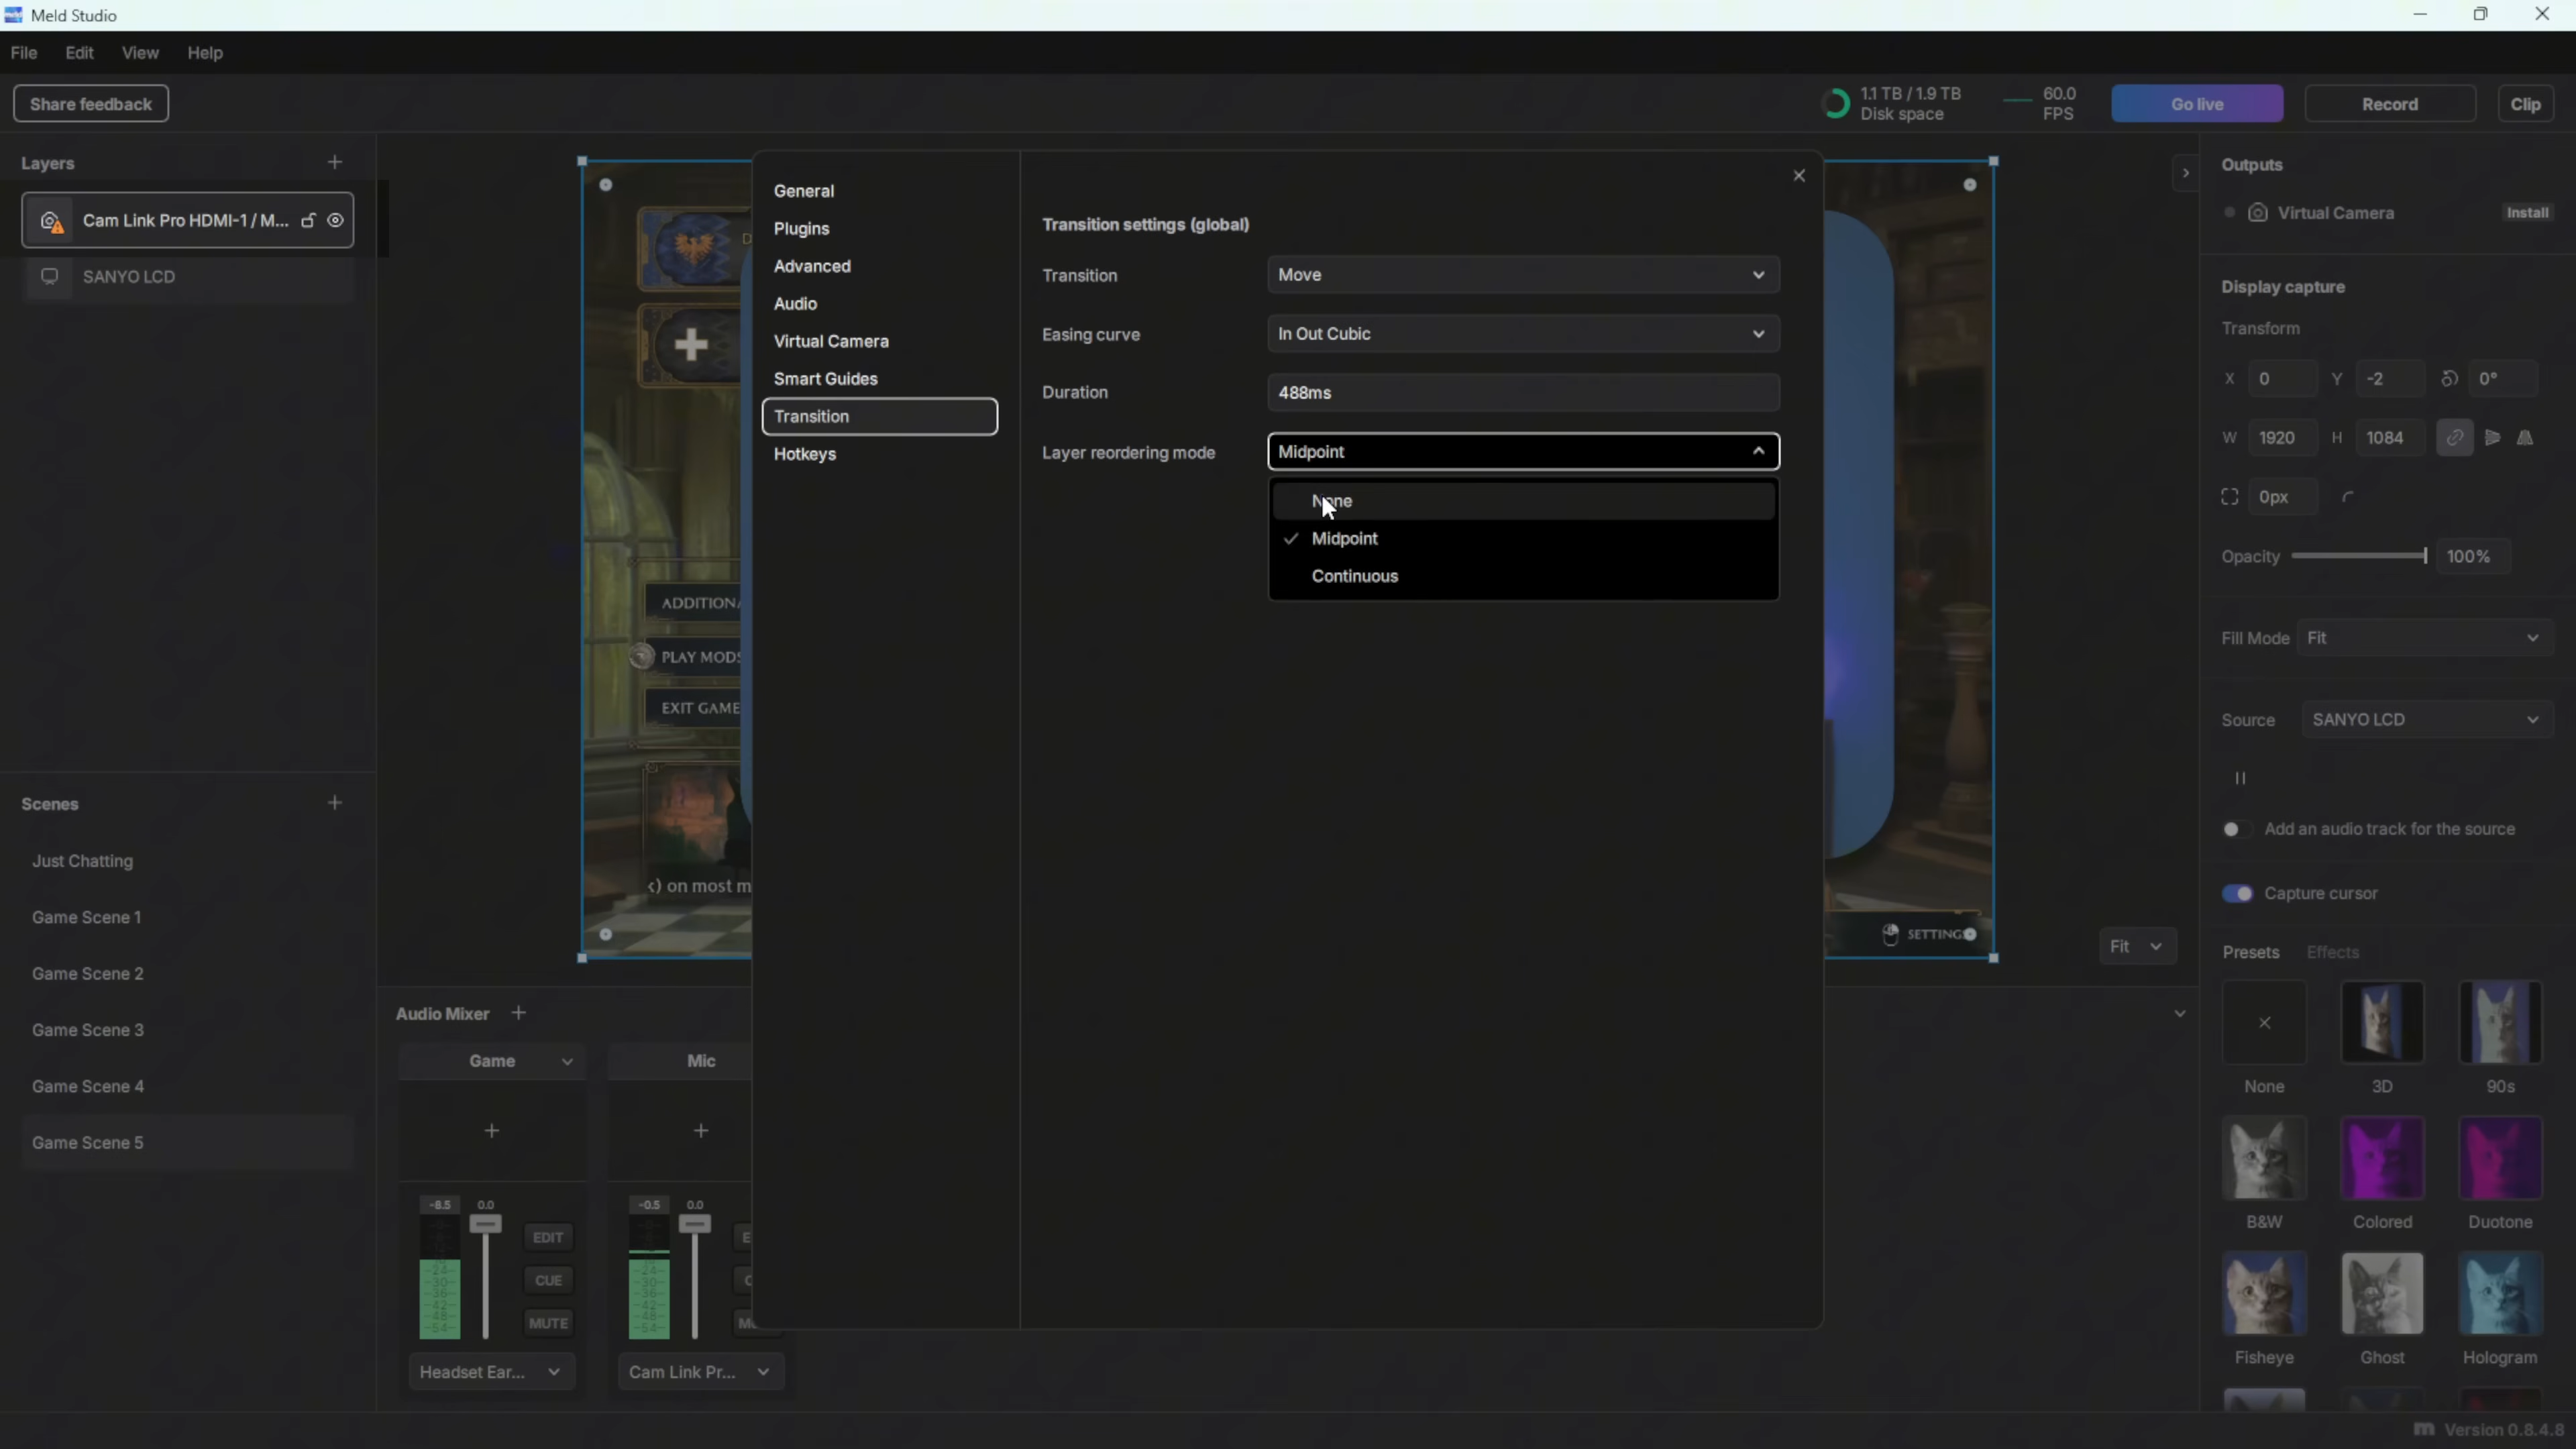 Meld Studio
File Edit View Help
Share feedback
1.1 TB / 1.9 TB
Disk space
60.0
FPS
Go live
Record
Clip
Layers
Cam Link Pro HDMI-1 / M...
SANYO LCD
Scenes
Just Chatting
Game Scene 1
Game Scene 2
Game Scene 3
Game Scene 4
Game Scene 5
ADDITIONA
PLAY MODS
EXIT GAME
on most m
SETTING
General
Plugins
Advanced
Audio
Virtual Camera
Smart Guides
Transition
Hotkeys
Transition settings (global)
Transition Move
Easing curve In Out Cubic
Duration 488ms
Layer reordering mode Midpoint
None
Midpoint
Continuous
Fit
Audio Mixer
Game
Mic
-8.5 0.0
EDIT
CUE
MUTE
-0.5 0.0
Headset Ear...
Cam Link Pr...
Outputs
Virtual Camera Install
Display capture
Transform
X 0 Y -2 0°
W 1920 H 1084
0px
Opacity 100%
Fill Mode Fit
Source SANYO LCD
Add an audio track for the source
Capture cursor
Presets Effects
None 3D 90s
B&W Colored Duotone
Fisheye Ghost Hologram
Version 0.8.4.8